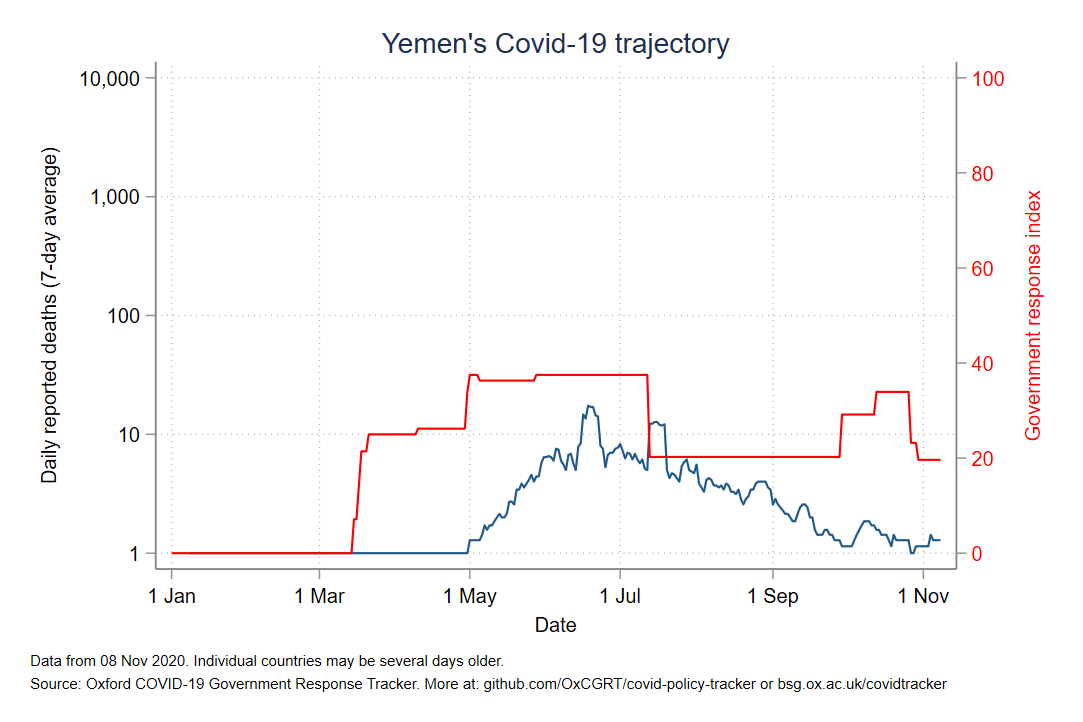 Yemen's Covid-19 trajectory
Daily reported deaths (7-day average)
10,000
1,000
100
10
1
100
80
60
40
20
0
Government response index
1 Jan 1 Mar 1 May 1 Jul 1 Sep 1 Nov
Date
Data from 08 Nov 2020. Individual countries may be several days older.
Source: Oxford COVID-19 Government Response Tracker. More at: github.com/OxCGRT/covid-policy-tracker or bsg.ox.ac.uk/covidtracker